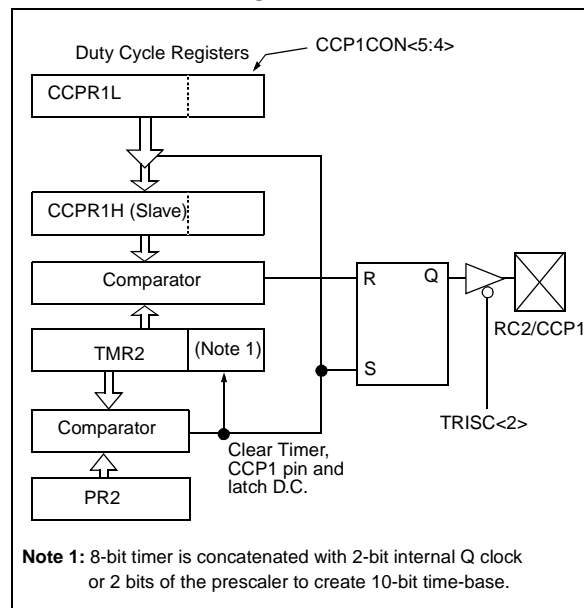 Duty Cycle Registers
CCP1CON<5:4>
CCPR1L
CCPR1H (Slave)
Comparator
R
Q
RC2/CCP1
TMR2
(Note 1)
S
TRISC<2>
Comparator
Clear Timer,
CCP1 pin and
latch D.C.
PR2
Note 1: 8-bit timer is concatenated with 2-bit internal Q clock
or 2 bits of the prescaler to create 10-bit time-base.